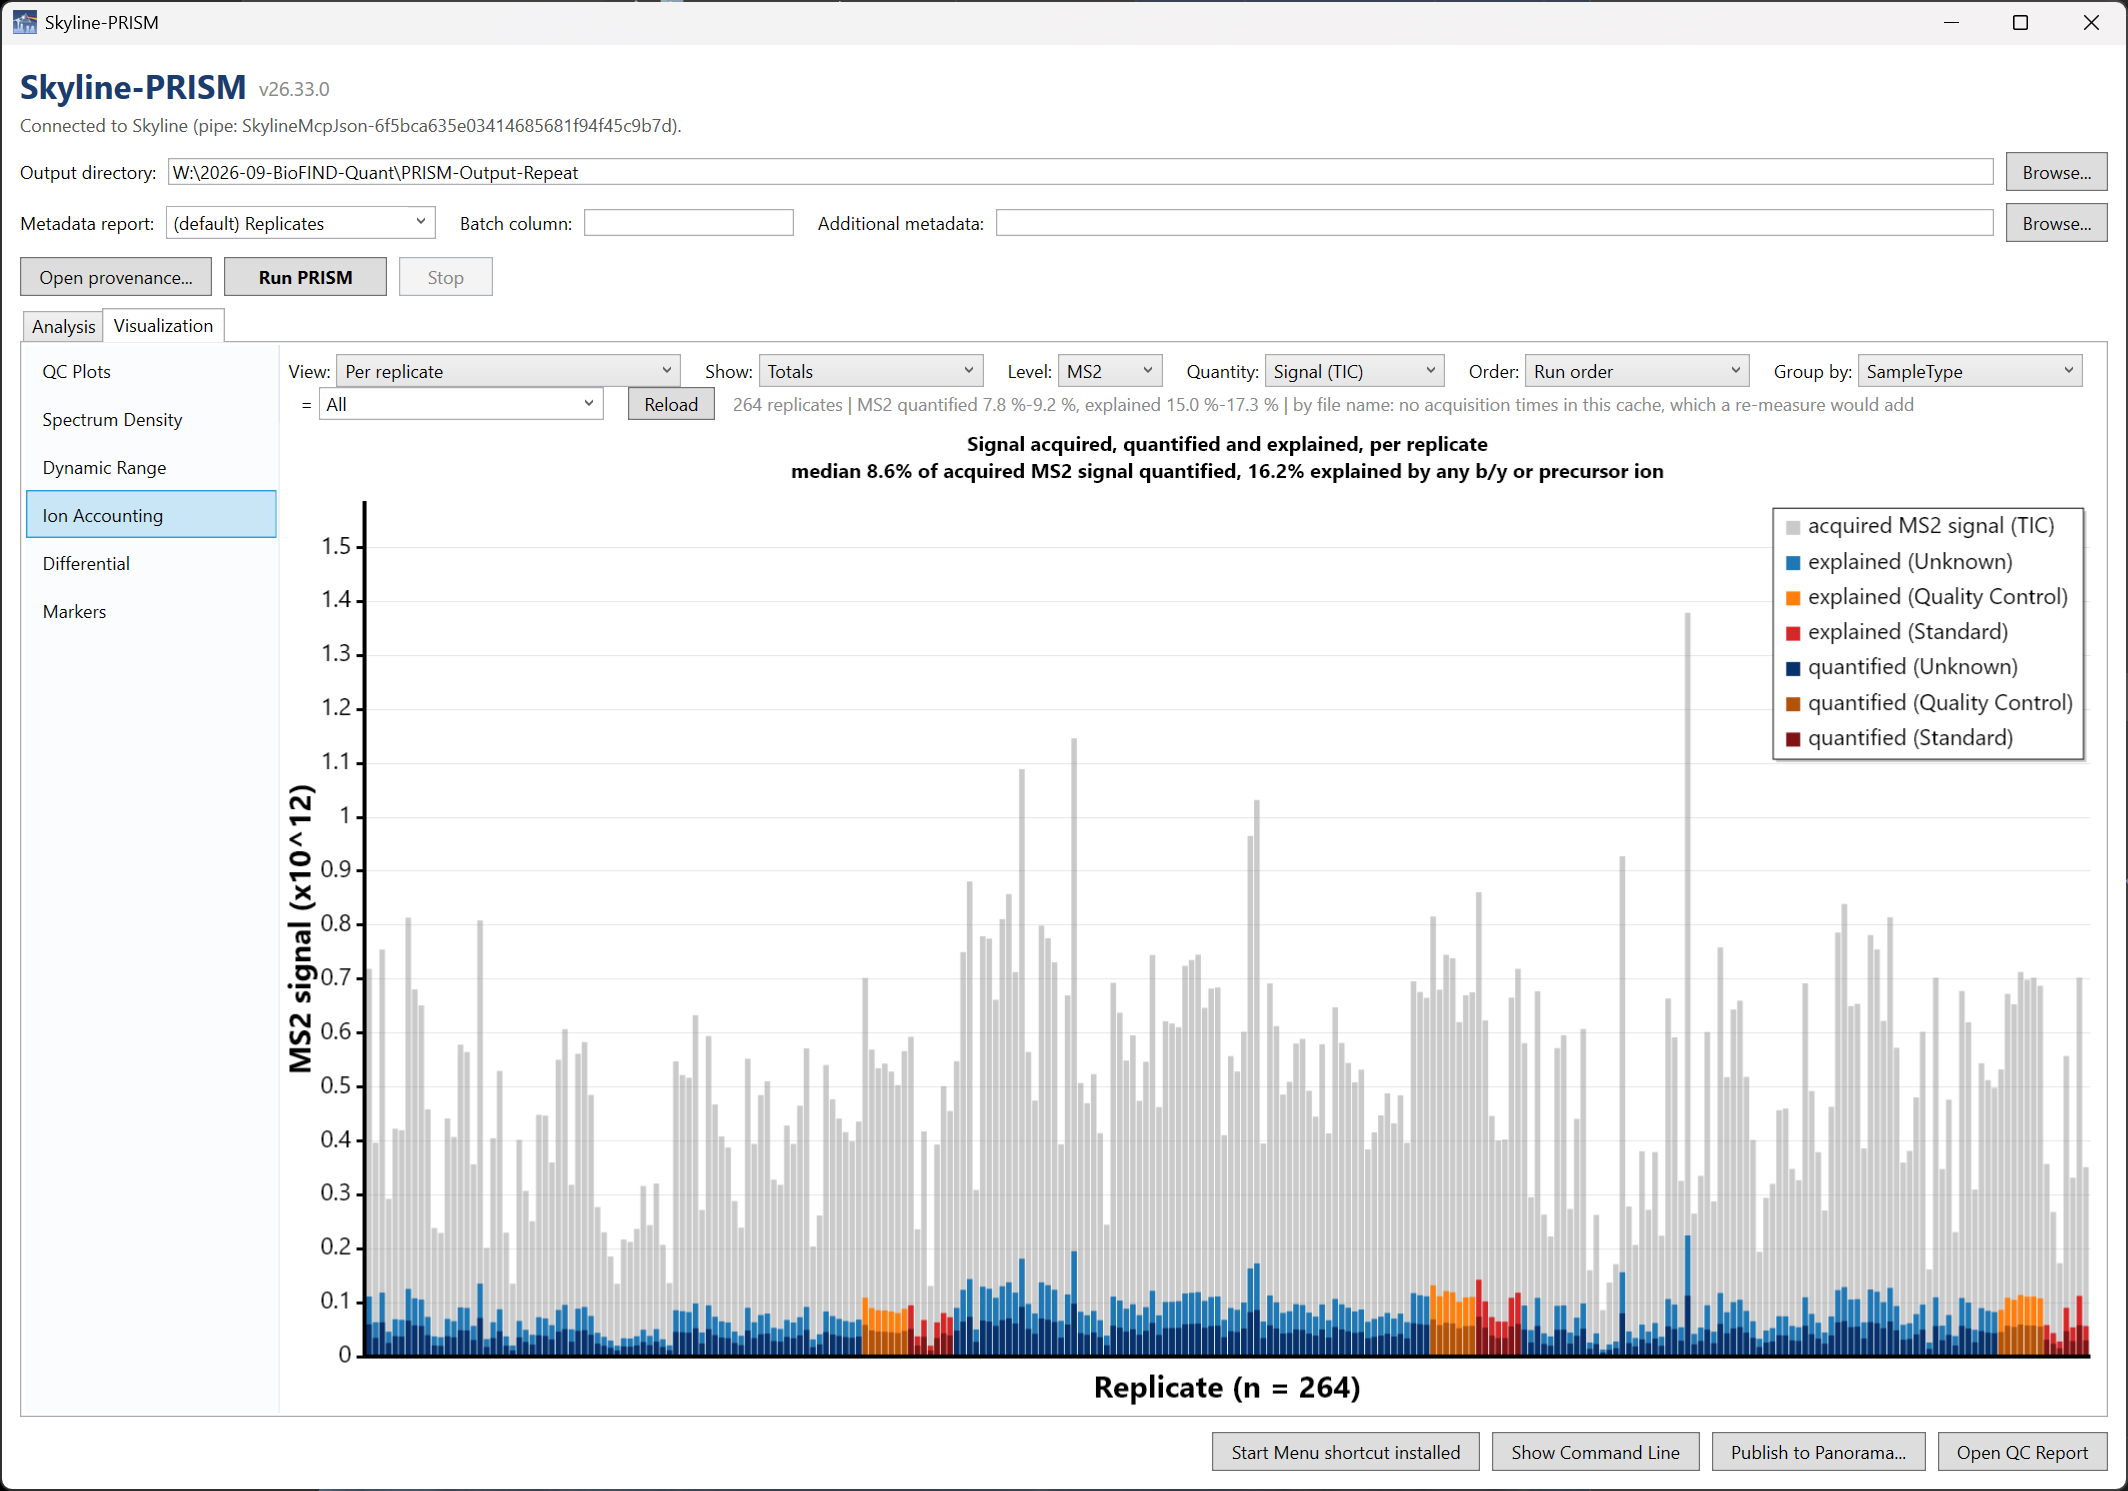 Skyline-PRISM
Skyline-PRISM v26.33.0
Connected to Skyline (pipe: SkylineMcpJson-6f5bca635e03414685681f94f45c9b7d).
Output directory: W:\2026-09-BioFIND-Quant\PRISM-Output-Repeat Browse...
Metadata report: (default) Replicates Batch column: Additional metadata: Browse...
Open provenance... Run PRISM Stop
Analysis Visualization
QC Plots
Spectrum Density
Dynamic Range
Ion Accounting
Differential
Markers
View: Per replicate Show: Totals Level: MS2 Quantity: Signal (TIC) Order: Run order Group by: SampleType
= All Reload 264 replicates | MS2 quantified 7.8 %-9.2 %, explained 15.0 %-17.3 % | by file name: no acquisition times in this cache, which a re-measure would add
Signal acquired, quantified and explained, per replicate
median 8.6% of acquired MS2 signal quantified, 16.2% explained by any b/y or precursor ion
MS2 signal (x10^12)
1.5
1.4
1.3
1.2
1.1
1
0.9
0.8
0.7
0.6
0.5
0.4
0.3
0.2
0.1
0
acquired MS2 signal (TIC)
explained (Unknown)
explained (Quality Control)
explained (Standard)
quantified (Unknown)
quantified (Quality Control)
quantified (Standard)
Replicate (n = 264)
Start Menu shortcut installed Show Command Line Publish to Panorama... Open QC Report